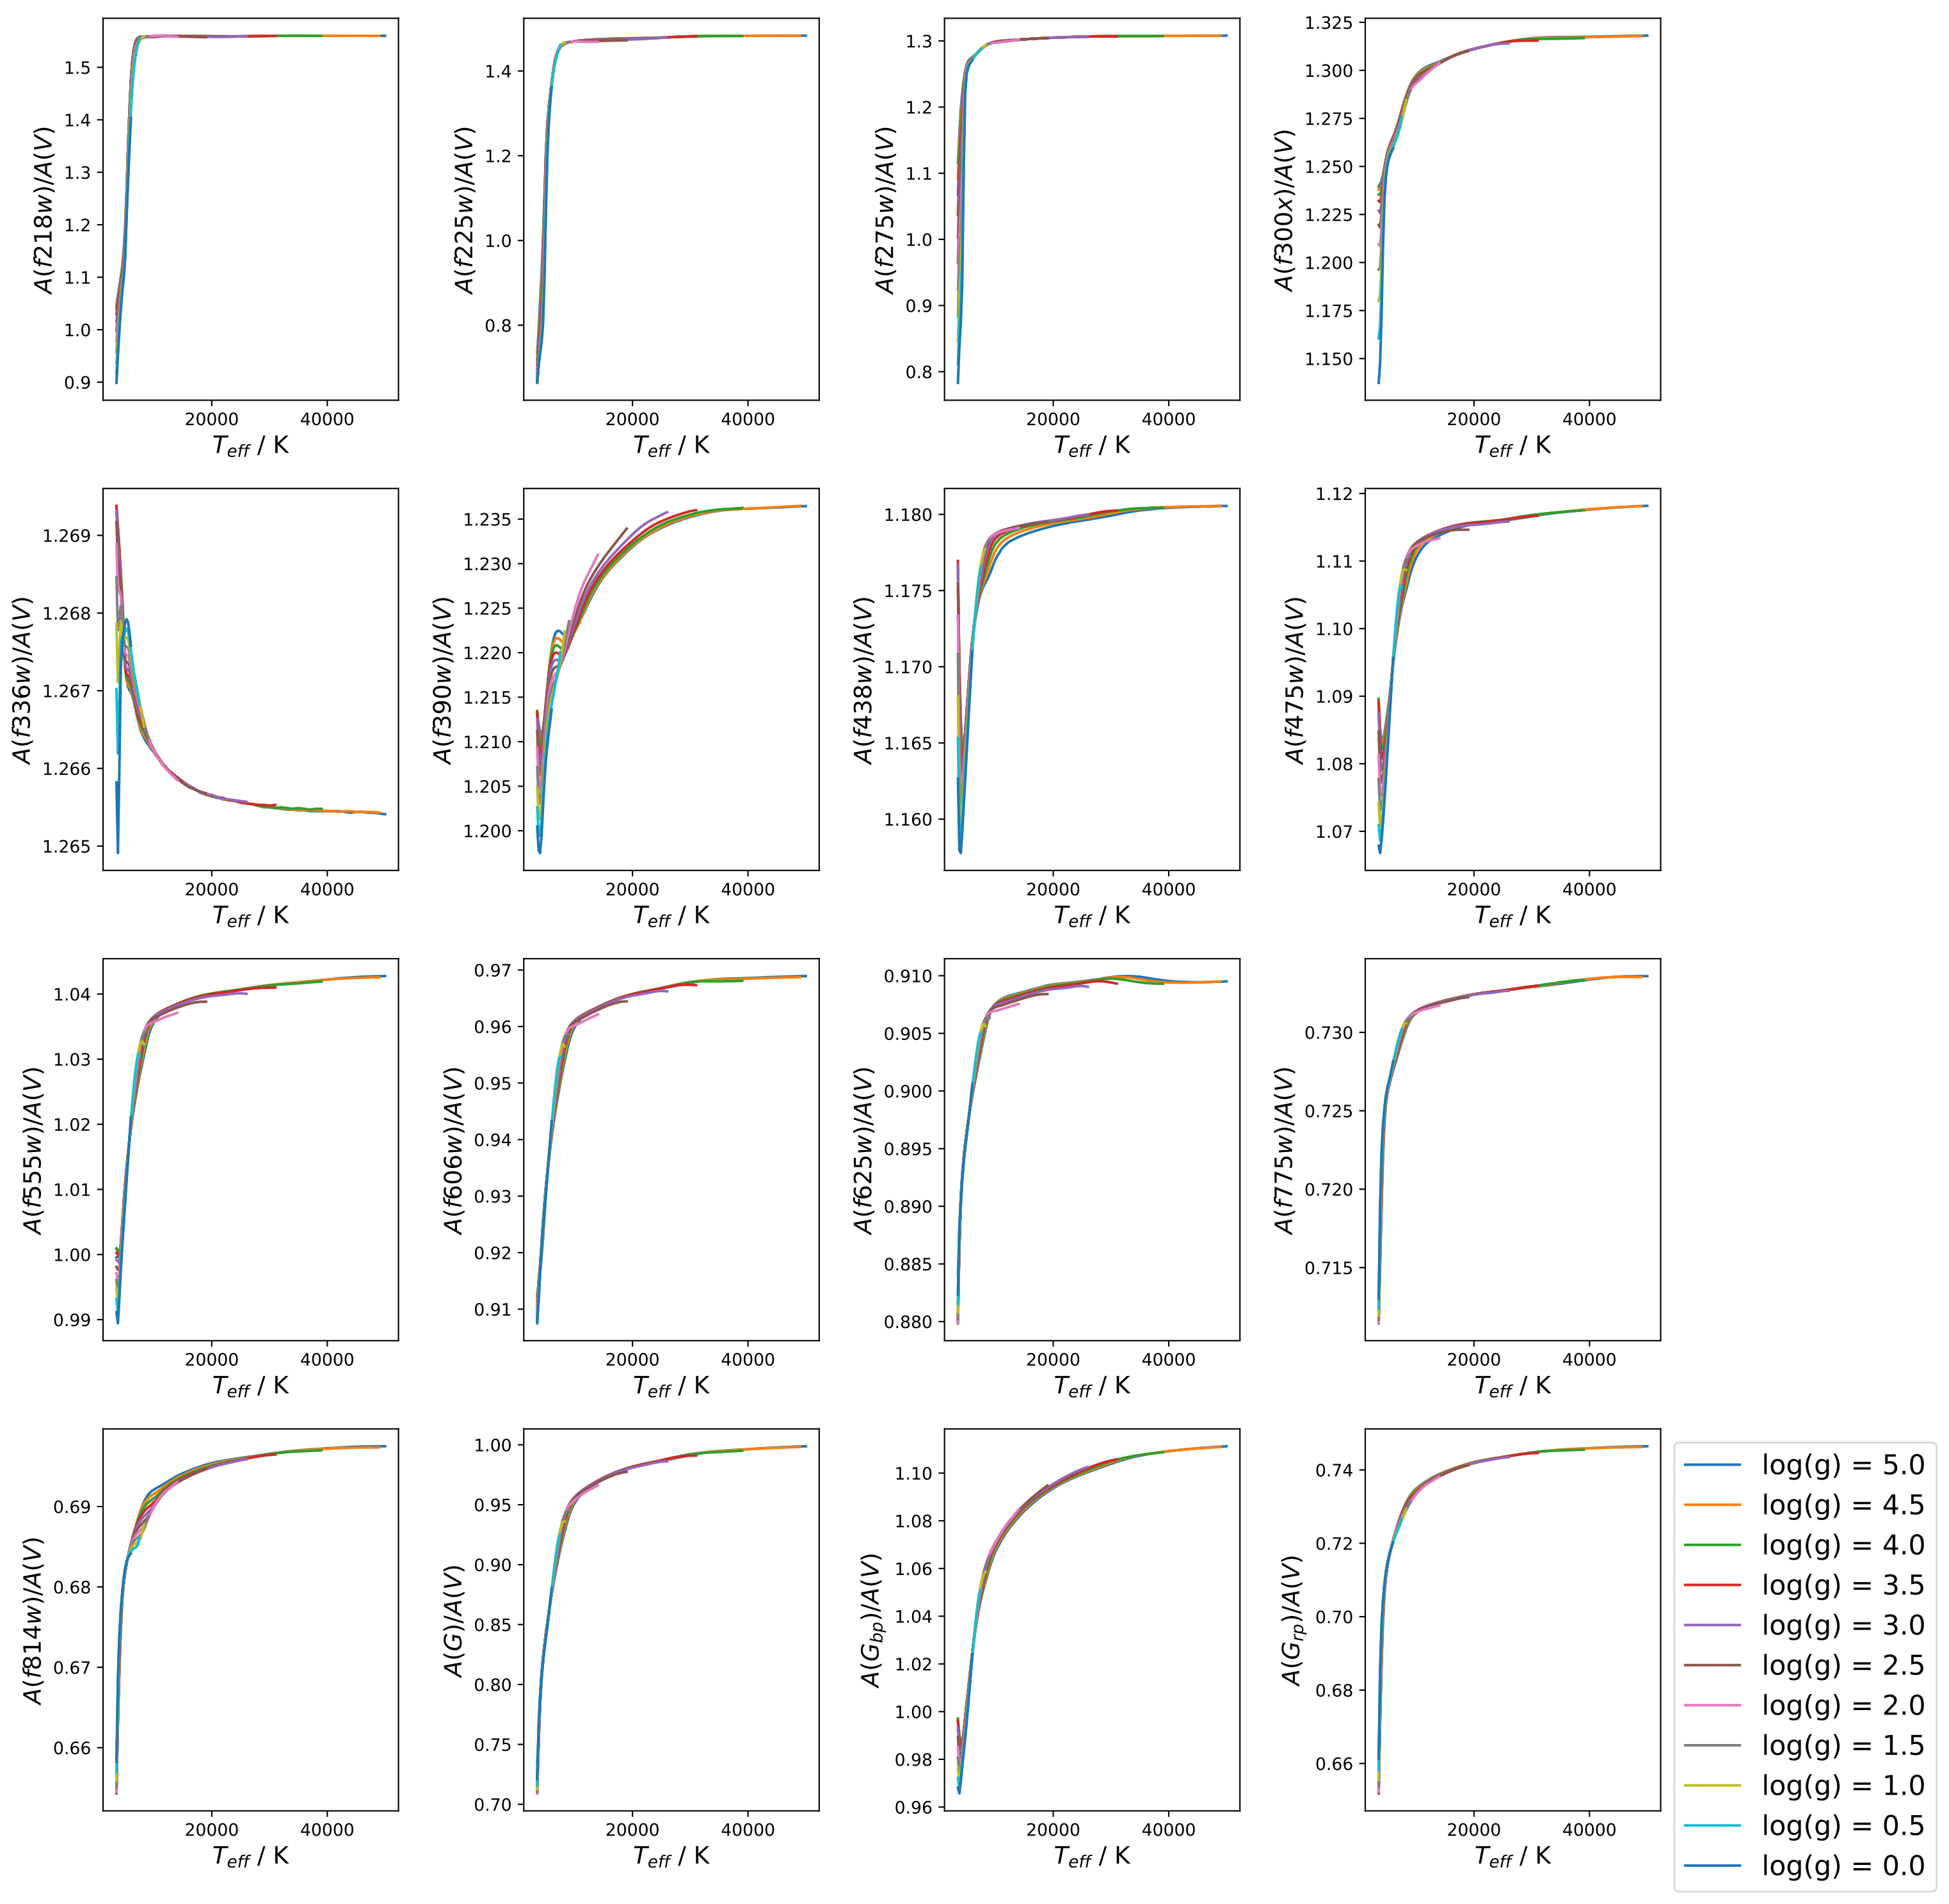 A(f218w)/A(V)
1.5
1.4
1.3
1.2
1.1
1.0
0.9
20000 40000
T_eff / K
A(f225w)/A(V)
1.4
1.2
1.0
0.8
20000 40000
T_eff / K
A(f275w)/A(V)
1.3
1.2
1.1
1.0
0.9
0.8
20000 40000
T_eff / K
A(f300x)/A(V)
1.325
1.300
1.275
1.250
1.225
1.200
1.175
1.150
20000 40000
T_eff / K
A(f336w)/A(V)
1.269
1.268
1.267
1.266
1.265
20000 40000
T_eff / K
A(f390w)/A(V)
1.235
1.230
1.225
1.220
1.215
1.210
1.205
1.200
20000 40000
T_eff / K
A(f438w)/A(V)
1.180
1.175
1.170
1.165
1.160
20000 40000
T_eff / K
A(f475w)/A(V)
1.12
1.11
1.10
1.09
1.08
1.07
20000 40000
T_eff / K
A(f555w)/A(V)
1.04
1.03
1.02
1.01
1.00
0.99
20000 40000
T_eff / K
A(f606w)/A(V)
0.97
0.96
0.95
0.94
0.93
0.92
0.91
20000 40000
T_eff / K
A(f625w)/A(V)
0.910
0.905
0.900
0.895
0.890
0.885
0.880
20000 40000
T_eff / K
A(f775w)/A(V)
0.730
0.725
0.720
0.715
20000 40000
T_eff / K
A(f814w)/A(V)
0.69
0.68
0.67
0.66
20000 40000
T_eff / K
A(G)/A(V)
1.00
0.95
0.90
0.85
0.80
0.75
0.70
20000 40000
T_eff / K
A(G_bp)/A(V)
1.10
1.08
1.06
1.04
1.02
1.00
0.98
0.96
20000 40000
T_eff / K
A(G_rp)/A(V)
0.74
0.72
0.70
0.68
0.66
20000 40000
T_eff / K
log(g) = 5.0
log(g) = 4.5
log(g) = 4.0
log(g) = 3.5
log(g) = 3.0
log(g) = 2.5
log(g) = 2.0
log(g) = 1.5
log(g) = 1.0
log(g) = 0.5
log(g) = 0.0